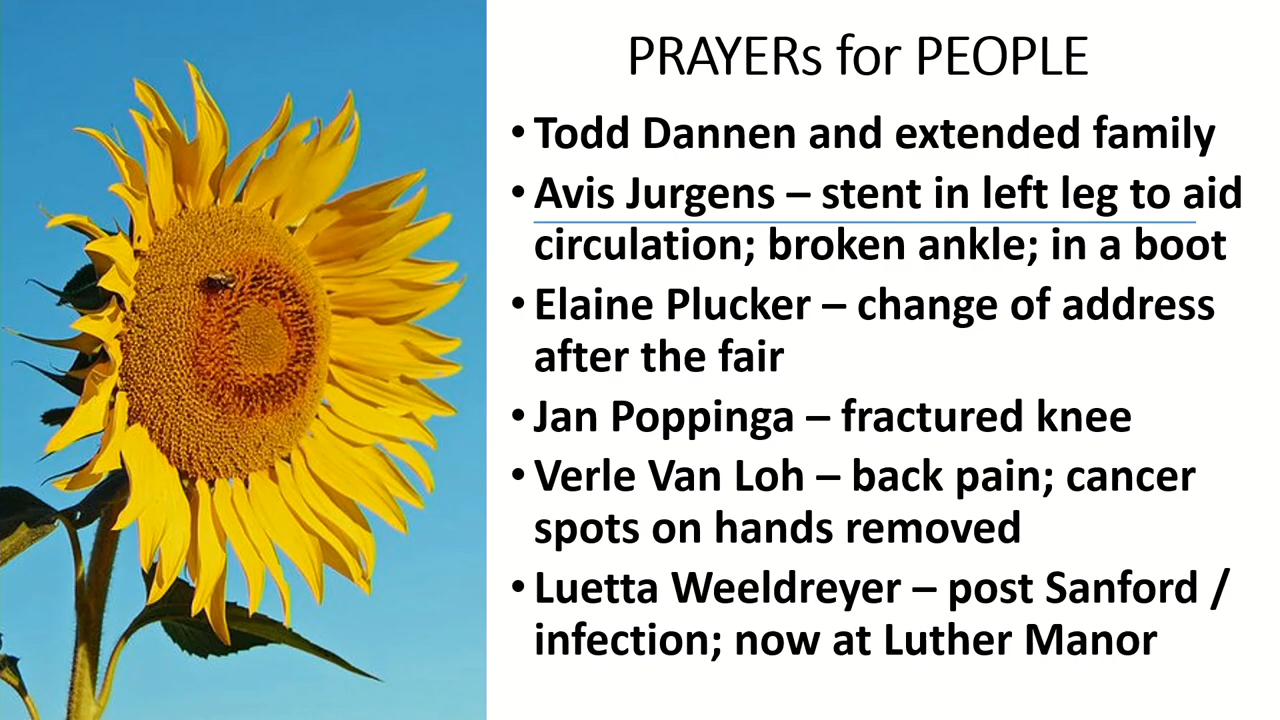 PRAYERs for PEOPLE
• Todd Dannen and extended family
• Avis Jurgens – stent in left leg to aid
circulation; broken ankle; in a boot
• Elaine Plucker – change of address
after the fair
• Jan Poppinga – fractured knee
• Verle Van Loh – back pain; cancer
spots on hands removed
• Luetta Weeldreyer – post Sanford /
infection; now at Luther Manor